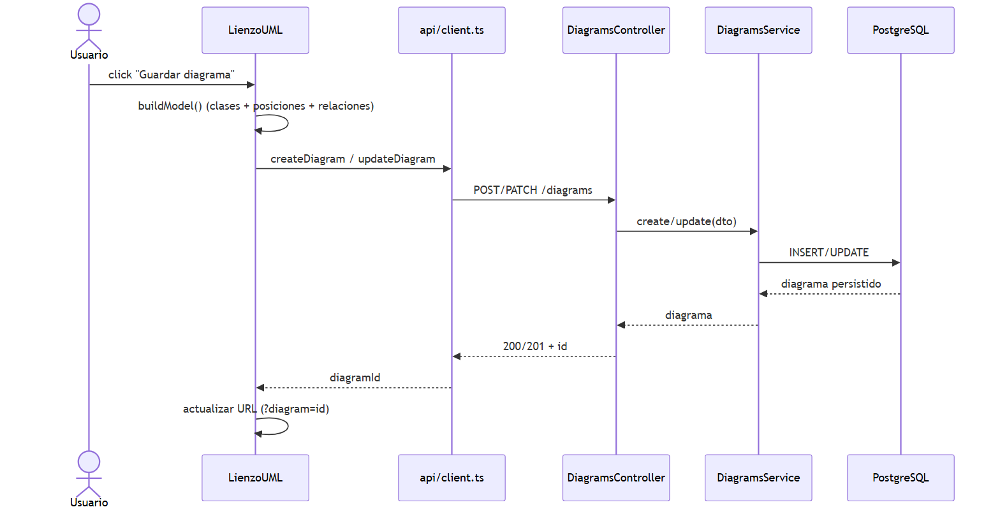 LienzoUML
api/client.ts
DiagramsController
DiagramsService
PostgreSQL
Usuario
click "Guardar diagrama"
buildModel() (clases + posiciones + relaciones)
createDiagram / updateDiagram
POST/PATCH /diagrams
create/update(dto)
INSERT/UPDATE
diagrama persistido
diagrama
200/201 + id
diagramId
actualizar URL (?diagram=id)
LienzoUML
api/client.ts
DiagramsController
DiagramsService
PostgreSQL
Usuario